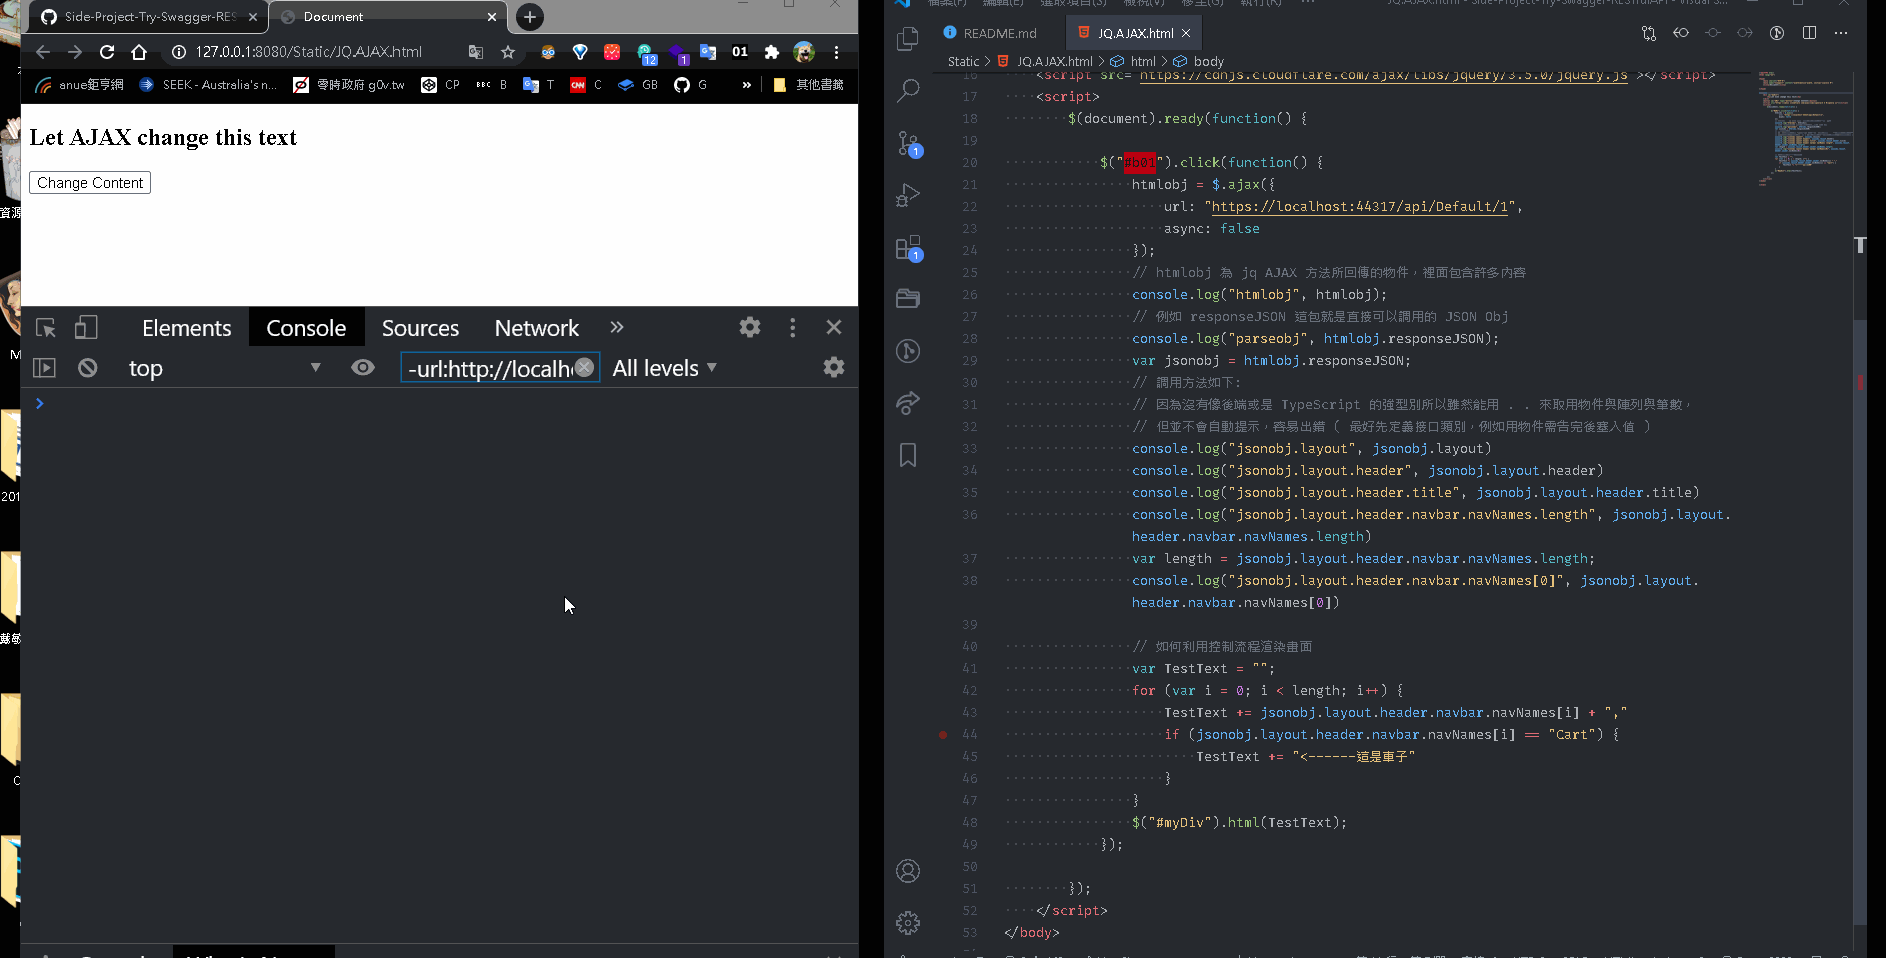 Side-Project-Try-Swagger-RES
Document
127.0.0.1:8080/Static/JQ.AJAX.html
12
1
01
anue鉅亨網
SEEK - Australia's n...
零時政府 g0v.tw
CP
BBC B
T
CNN C
GB
G
»
其他書籤
Let AJAX change this text
Change Content
Elements
Console
Sources
Network
»
top
-url:http://localh
All levels
README.md
JQ.AJAX.html
Static > JQ.AJAX.html > html > body
16 <script src="https://cdnjs.cloudflare.com/ajax/libs/jquery/3.5.0/jquery.js"></script>
17 <script>
18 $(document).ready(function() {
19
20 $("#b01").click(function() {
21 htmlobj = $.ajax({
22 url: "https://localhost:44317/api/Default/1",
23 async: false
24 });
25 // htmlobj 為 jq AJAX 方法所回傳的物件，裡面包含許多內容
26 console.log("htmlobj", htmlobj);
27 // 例如 responseJSON 這包就是直接可以調用的 JSON Obj
28 console.log("parseobj", htmlobj.responseJSON);
29 var jsonobj = htmlobj.responseJSON;
30 // 調用方法如下:
31 // 因為沒有像後端或是 TypeScript 的強型別所以雖然能用 . . 來取用物件與陣列與筆數，
32 // 但並不會自動提示，容易出錯 ( 最好先定義接口類別，例如用物件需告完後塞入值 )
33 console.log("jsonobj.layout", jsonobj.layout)
34 console.log("jsonobj.layout.header", jsonobj.layout.header)
35 console.log("jsonobj.layout.header.title", jsonobj.layout.header.title)
36 console.log("jsonobj.layout.header.navbar.navNames.length", jsonobj.layout.
header.navbar.navNames.length)
37 var length = jsonobj.layout.header.navbar.navNames.length;
38 console.log("jsonobj.layout.header.navbar.navNames[0]", jsonobj.layout.
header.navbar.navNames[0])
39
40 // 如何利用控制流程渲染畫面
41 var TestText = "";
42 for (var i = 0; i < length; i++) {
43 TestText += jsonobj.layout.header.navbar.navNames[i] + ","
44 if (jsonobj.layout.header.navbar.navNames[i] == "Cart") {
45 TestText += "<------這是車子"
46 }
47 }
48 $("#myDiv").html(TestText);
49 });
50
51 });
52 </script>
53 </body>
1
1